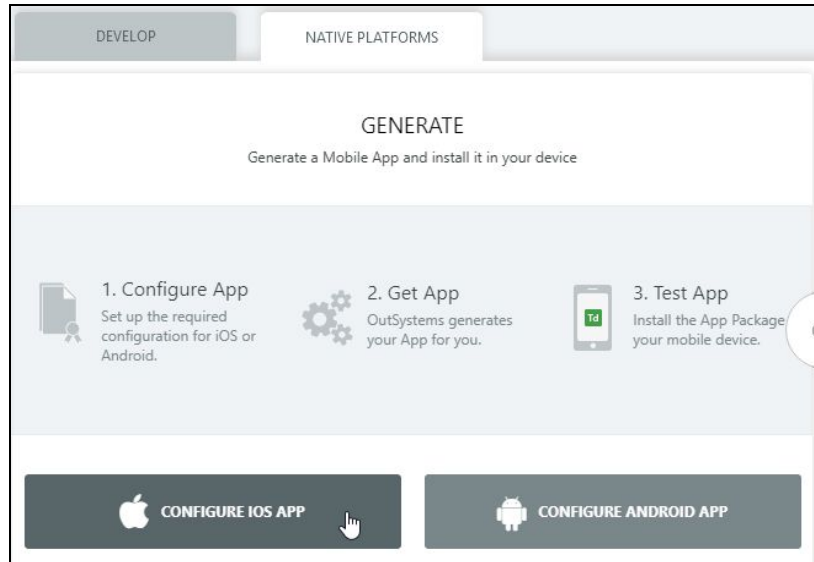 DEVELOP
NATIVE PLATFORMS
GENERATE
Generate a Mobile App and install it in your device
1. Configure App
Set up the required
configuration for iOS or
Android.
2. Get App
OutSystems generates
your App for you.
3. Test App
Install the App Package
your mobile device.
Td
CONFIGURE IOS APP
CONFIGURE ANDROID APP